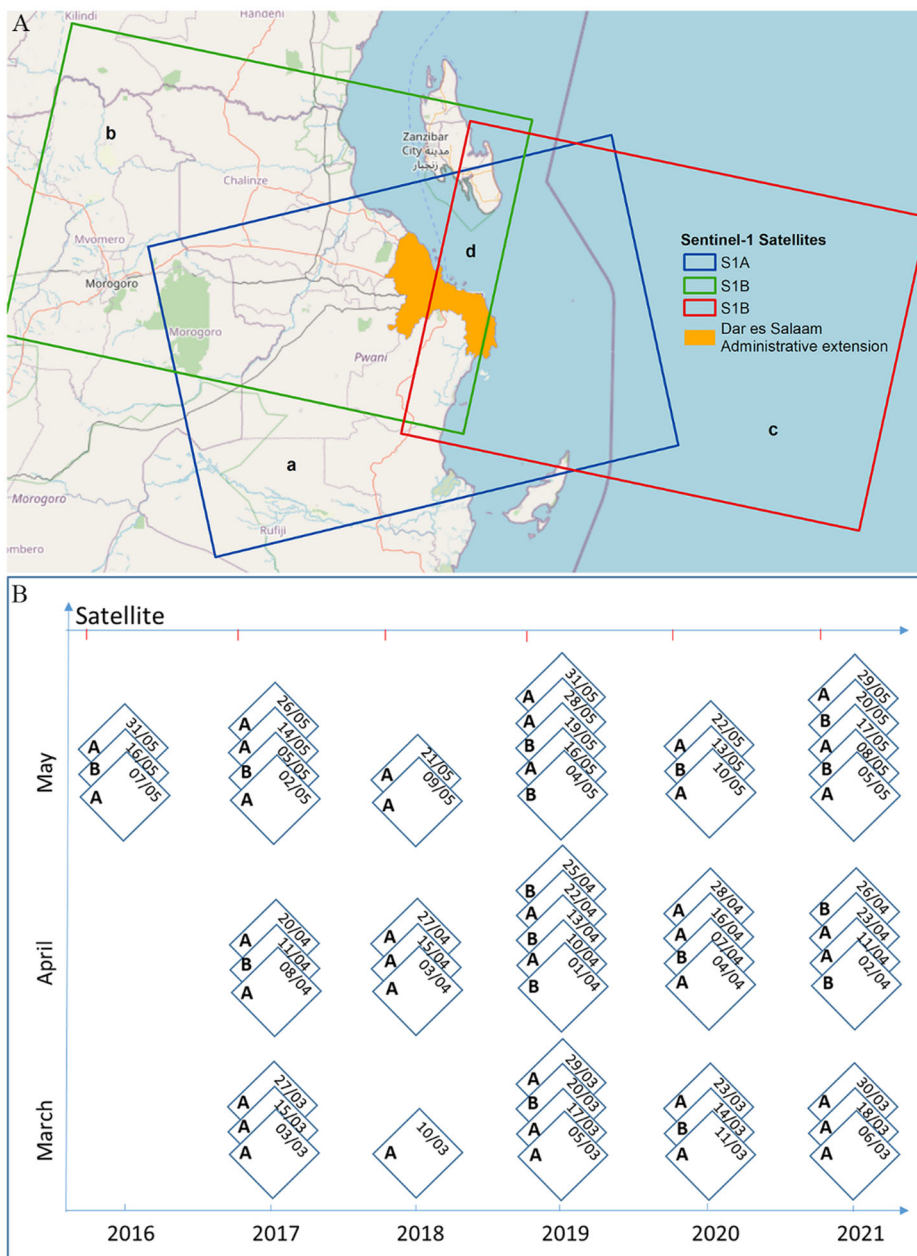 A
Kilindi
Handeni
b
Zanzibar
City مدينة
زنجبار
Chalinze
Mvomero
d
Morogoro
Morogoro
Pwani
a
Morogoro
Rufiji
ombero
c
Sentinel-1 Satellites
S1A
S1B
S1B
Dar es Salaam
Administrative extension
B
Satellite
May
A 31/05
B 16/05
A 07/05
A 26/05
A 14/05
B 05/05
A 02/05
A 21/05
A 09/05
A 31/05
A 28/05
B 19/05
A 16/05
B 04/05
A 22/05
B 13/05
A 10/05
A 29/05
B 20/05
A 17/05
B 08/05
A 05/05
April
A 20/04
B 11/04
A 08/04
A 27/04
A 15/04
A 03/04
B 25/04
A 22/04
B 13/04
A 10/04
B 01/04
A 28/04
A 16/04
B 07/04
A 04/04
B 26/04
A 23/04
A 11/04
B 02/04
March
A 27/03
A 15/03
A 03/03
A 10/03
A 29/03
B 20/03
A 17/03
A 05/03
A 23/03
B 14/03
A 11/03
A 30/03
A 18/03
A 06/03
2016 2017 2018 2019 2020 2021